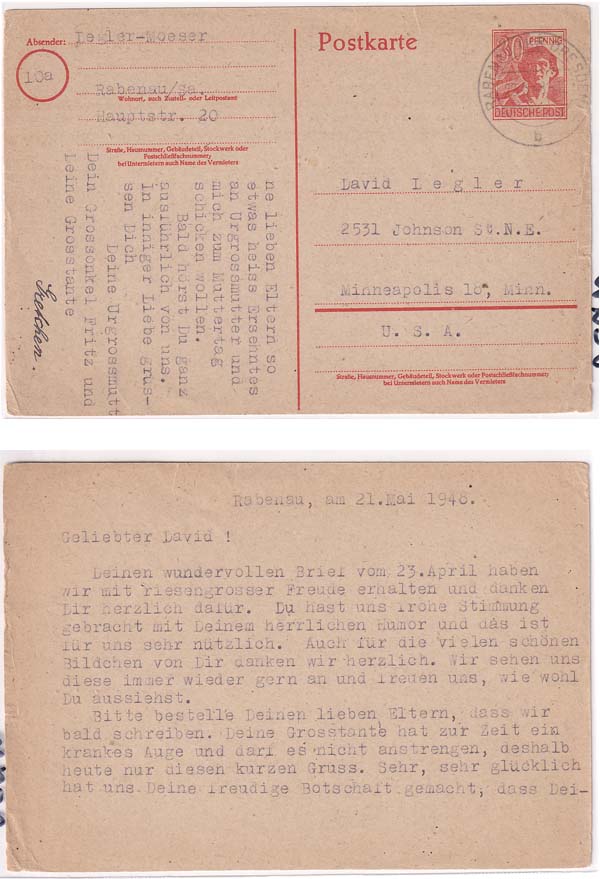 Absender: Legler-Moeser
10a
Rabenau/Sa.
Wohnort, auch Zustell- oder Leitpostamt
Hauptstr. 20
Straße, Hausnummer, Gebäudeteil, Stockwerk oder
Postschließfachnummer;
bei Untermietern auch Name des Vermieters
Postkarte
PFENNIG
DEUTSCHE POST
b
David Legler
2531 Johnson St.N.E.
Minneapolis 18, Minn.
U. S. A.
Straße, Hausnummer, Gebäudeteil, Stockwerk oder Postschließfachnummer;
bei Untermietern auch Name des Vermieters
ne lieben Eltern so
etwas heiss Ersehntes
an Urgrossmutter und
mich zum Muttertag
schicken wollen.
Bald hörst Du ganz
ausführlich von uns.
In inniger Liebe grüs-
sen Dich
Deine Urgrossmutt
Dein Grossonkel Fritz und
Deine Grosstante
Rabenau, am 21.Mai 1948.
Geliebter David !
Deinen wundervollen Brief vom 23.April haben
wir mit riesengrosser Freude erhalten und danken
Dir herzlich dafür. Du hast uns frohe Stimmung
gebracht mit Deinem herrlichen Humor und das ist
für uns sehr nützlich. Auch für die vielen schönen
Bildchen von Dir danken wir herzlich. Wir sehen uns
diese immer wieder gern an und freuen uns, wie wohl
Du aussiehst.
Bitte bestelle Deinen lieben Eltern, dass wir
bald schreiben. Deine Grosstante hat zur Zeit ein
krankes Auge und darf es nicht anstrengen, deshalb
heute nur diesen kurzen Gruss. Sehr, sehr glücklich
hat uns Deine freudige Botschaft gemacht, dass Dei-